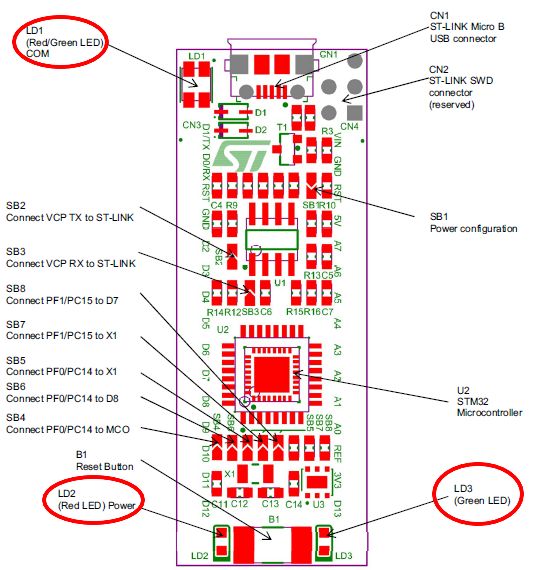 LD1
(Red/Green LED)
COM
CN1
ST-LINK Micro B
USB connector
CN2
ST-LINK SWD
connector
(reserved)
LD1
CN1
CN3
D1
D2
CN4
T1
R3
D1/TX
D0/RX
RST
GND
D2
D3
D4
D5
D6
D7
D8
D9
D10
D11
D12
VIN
GND
RST
5V
A7
A6
A5
A4
A3
A2
A1
A0
REF
3V3
D13
ST
C4
R9
SB1
R10
SB2
Connect VCP TX to ST-LINK
SB1
Power configuration
SB2
U1
R13
C5
SB3
Connect VCP RX to ST-LINK
R14
R12
SB3
C6
R15
R16
C7
SB8
Connect PF1/PC15 to D7
U2
SB7
Connect PF1/PC15 to X1
SB5
Connect PF0/PC14 to X1
SB6
Connect PF0/PC14 to D8
SB4
Connect PF0/PC14 to MCO
U2
STM32
Microcontroller
SB4
SB6
SB5
SB7
SB8
B1
Reset Button
X1
C11
C12
C13
C14
U3
LD2
(Red LED) Power
LD3
(Green LED)
B1
LD2
LD3